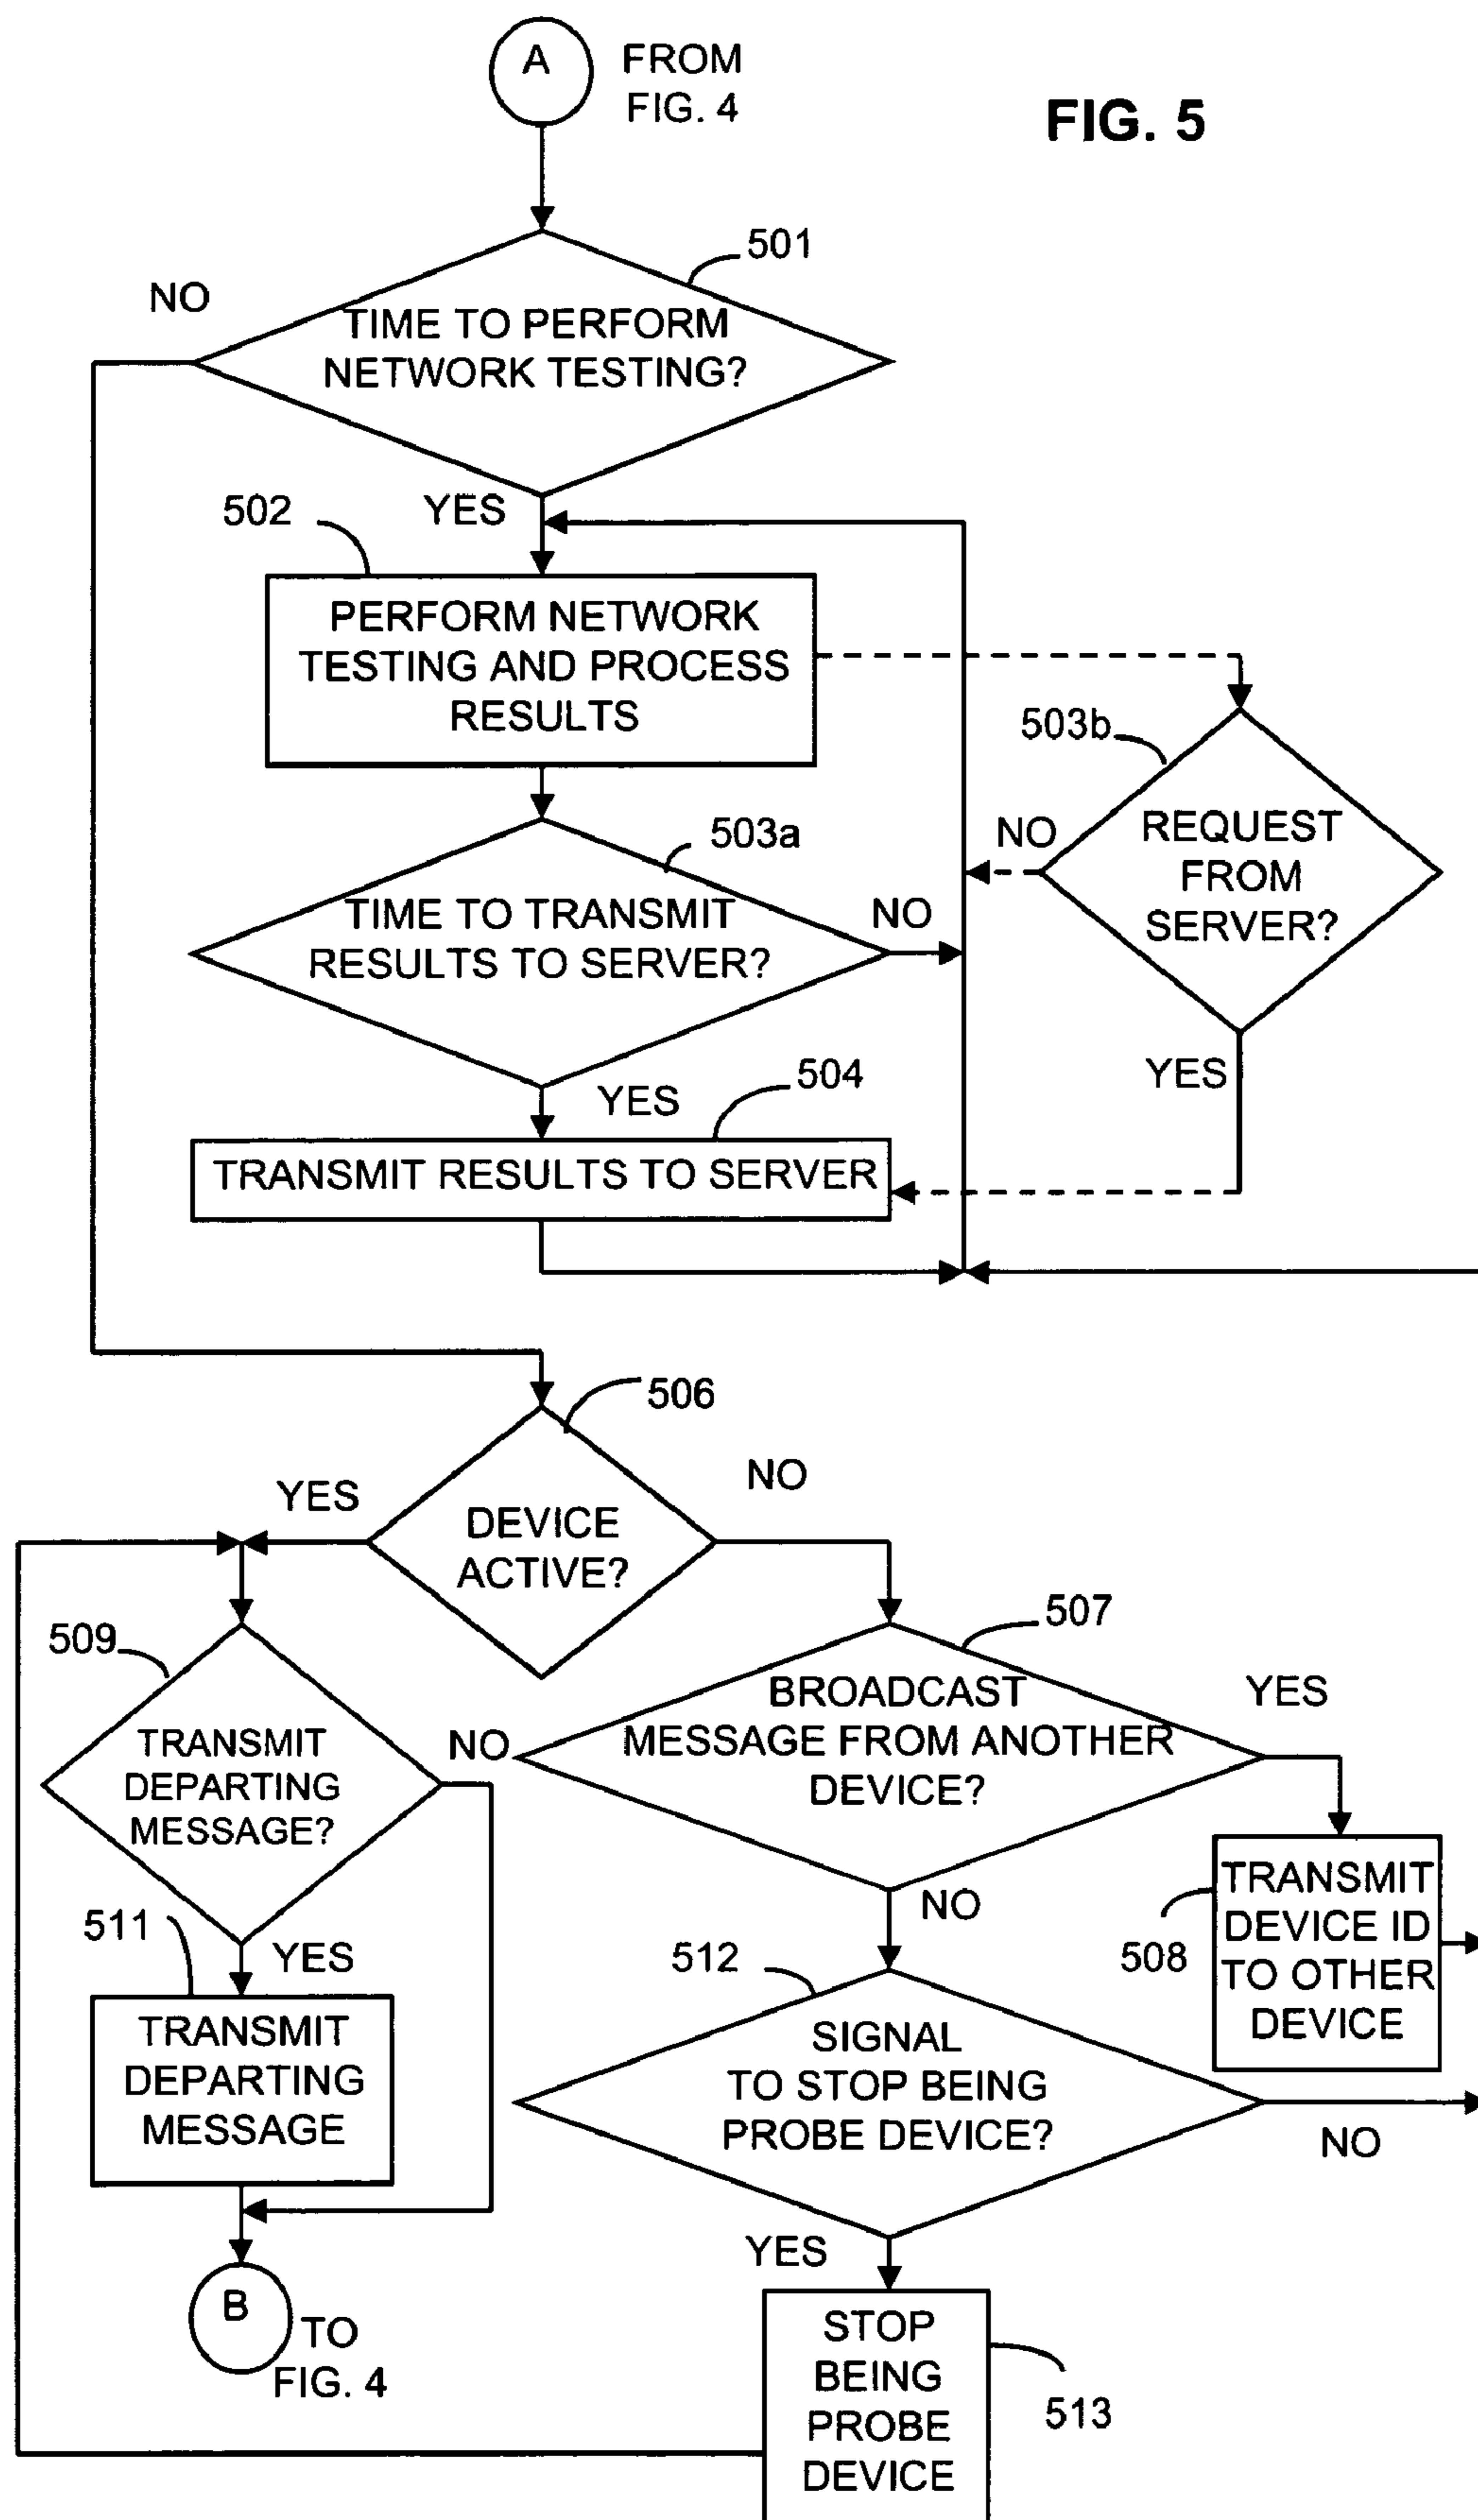 A
FROM
FIG. 4
FIG. 5
501
NO
TIME TO PERFORM
NETWORK TESTING?
502
YES
PERFORM NETWORK
TESTING AND PROCESS
RESULTS
503b
REQUEST
FROM
SERVER?
NO
503a
TIME TO TRANSMIT
RESULTS TO SERVER?
NO
YES
YES
504
TRANSMIT RESULTS TO SERVER
506
YES
NO
DEVICE
ACTIVE?
509
507
TRANSMIT
DEPARTING
MESSAGE?
NO
BROADCAST
MESSAGE FROM ANOTHER
DEVICE?
YES
511
YES
NO
512
508
TRANSMIT
DEVICE ID
TO OTHER
DEVICE
TRANSMIT
DEPARTING
MESSAGE
SIGNAL
TO STOP BEING
PROBE DEVICE?
NO
YES
B
TO
FIG. 4
STOP
BEING
PROBE
DEVICE
513